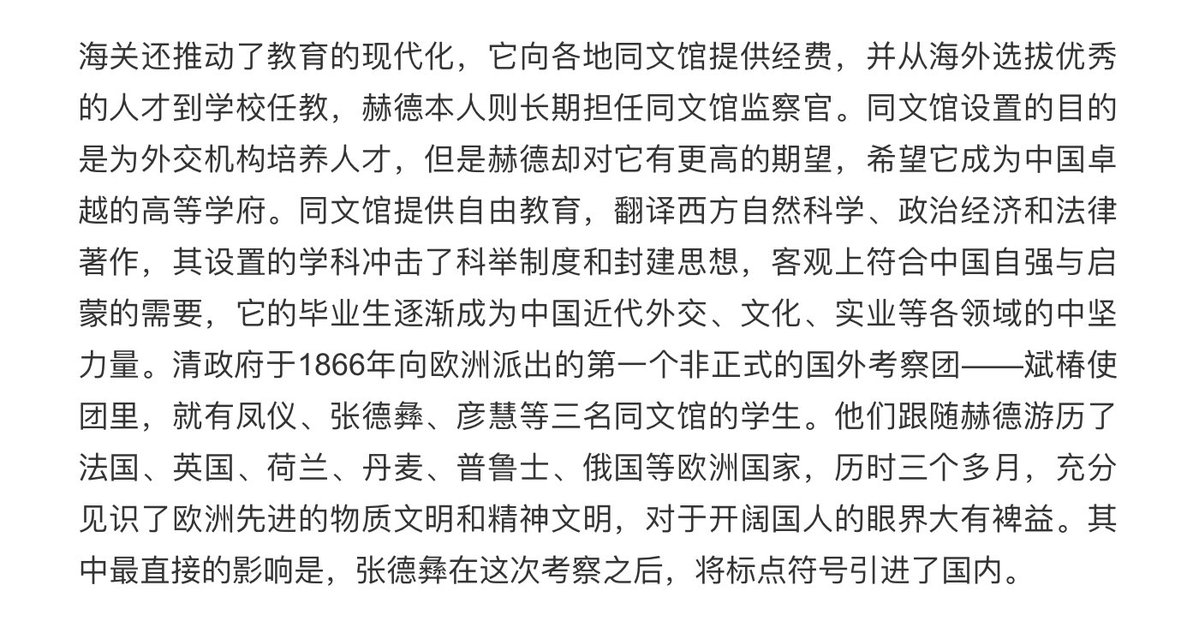 海关还推动了教育的现代化，它向各地同文馆提供经费，并从海外选拔优秀
的人才到学校任教，赫德本人则长期担任同文馆监察官。同文馆设置的目的
是为外交机构培养人才，但是赫德却对它有更高的期望，希望它成为中国卓
越的高等学府。同文馆提供自由教育，翻译西方自然科学、政治经济和法律
著作，其设置的学科冲击了科举制度和封建思想，客观上符合中国自强与启
蒙的需要，它的毕业生逐渐成为中国近代外交、文化、实业等各领域的中坚
力量。清政府于1866年向欧洲派出的第一个非正式的国外考察团——斌椿使
团里，就有凤仪、张德彝、彦慧等三名同文馆的学生。他们跟随赫德游历了
法国、英国、荷兰、丹麦、普鲁士、俄国等欧洲国家，历时三个多月，充分
见识了欧洲先进的物质文明和精神文明，对于开阔国人的眼界大有裨益。其
中最直接的影响是，张德彝在这次考察之后，将标点符号引进了国内。